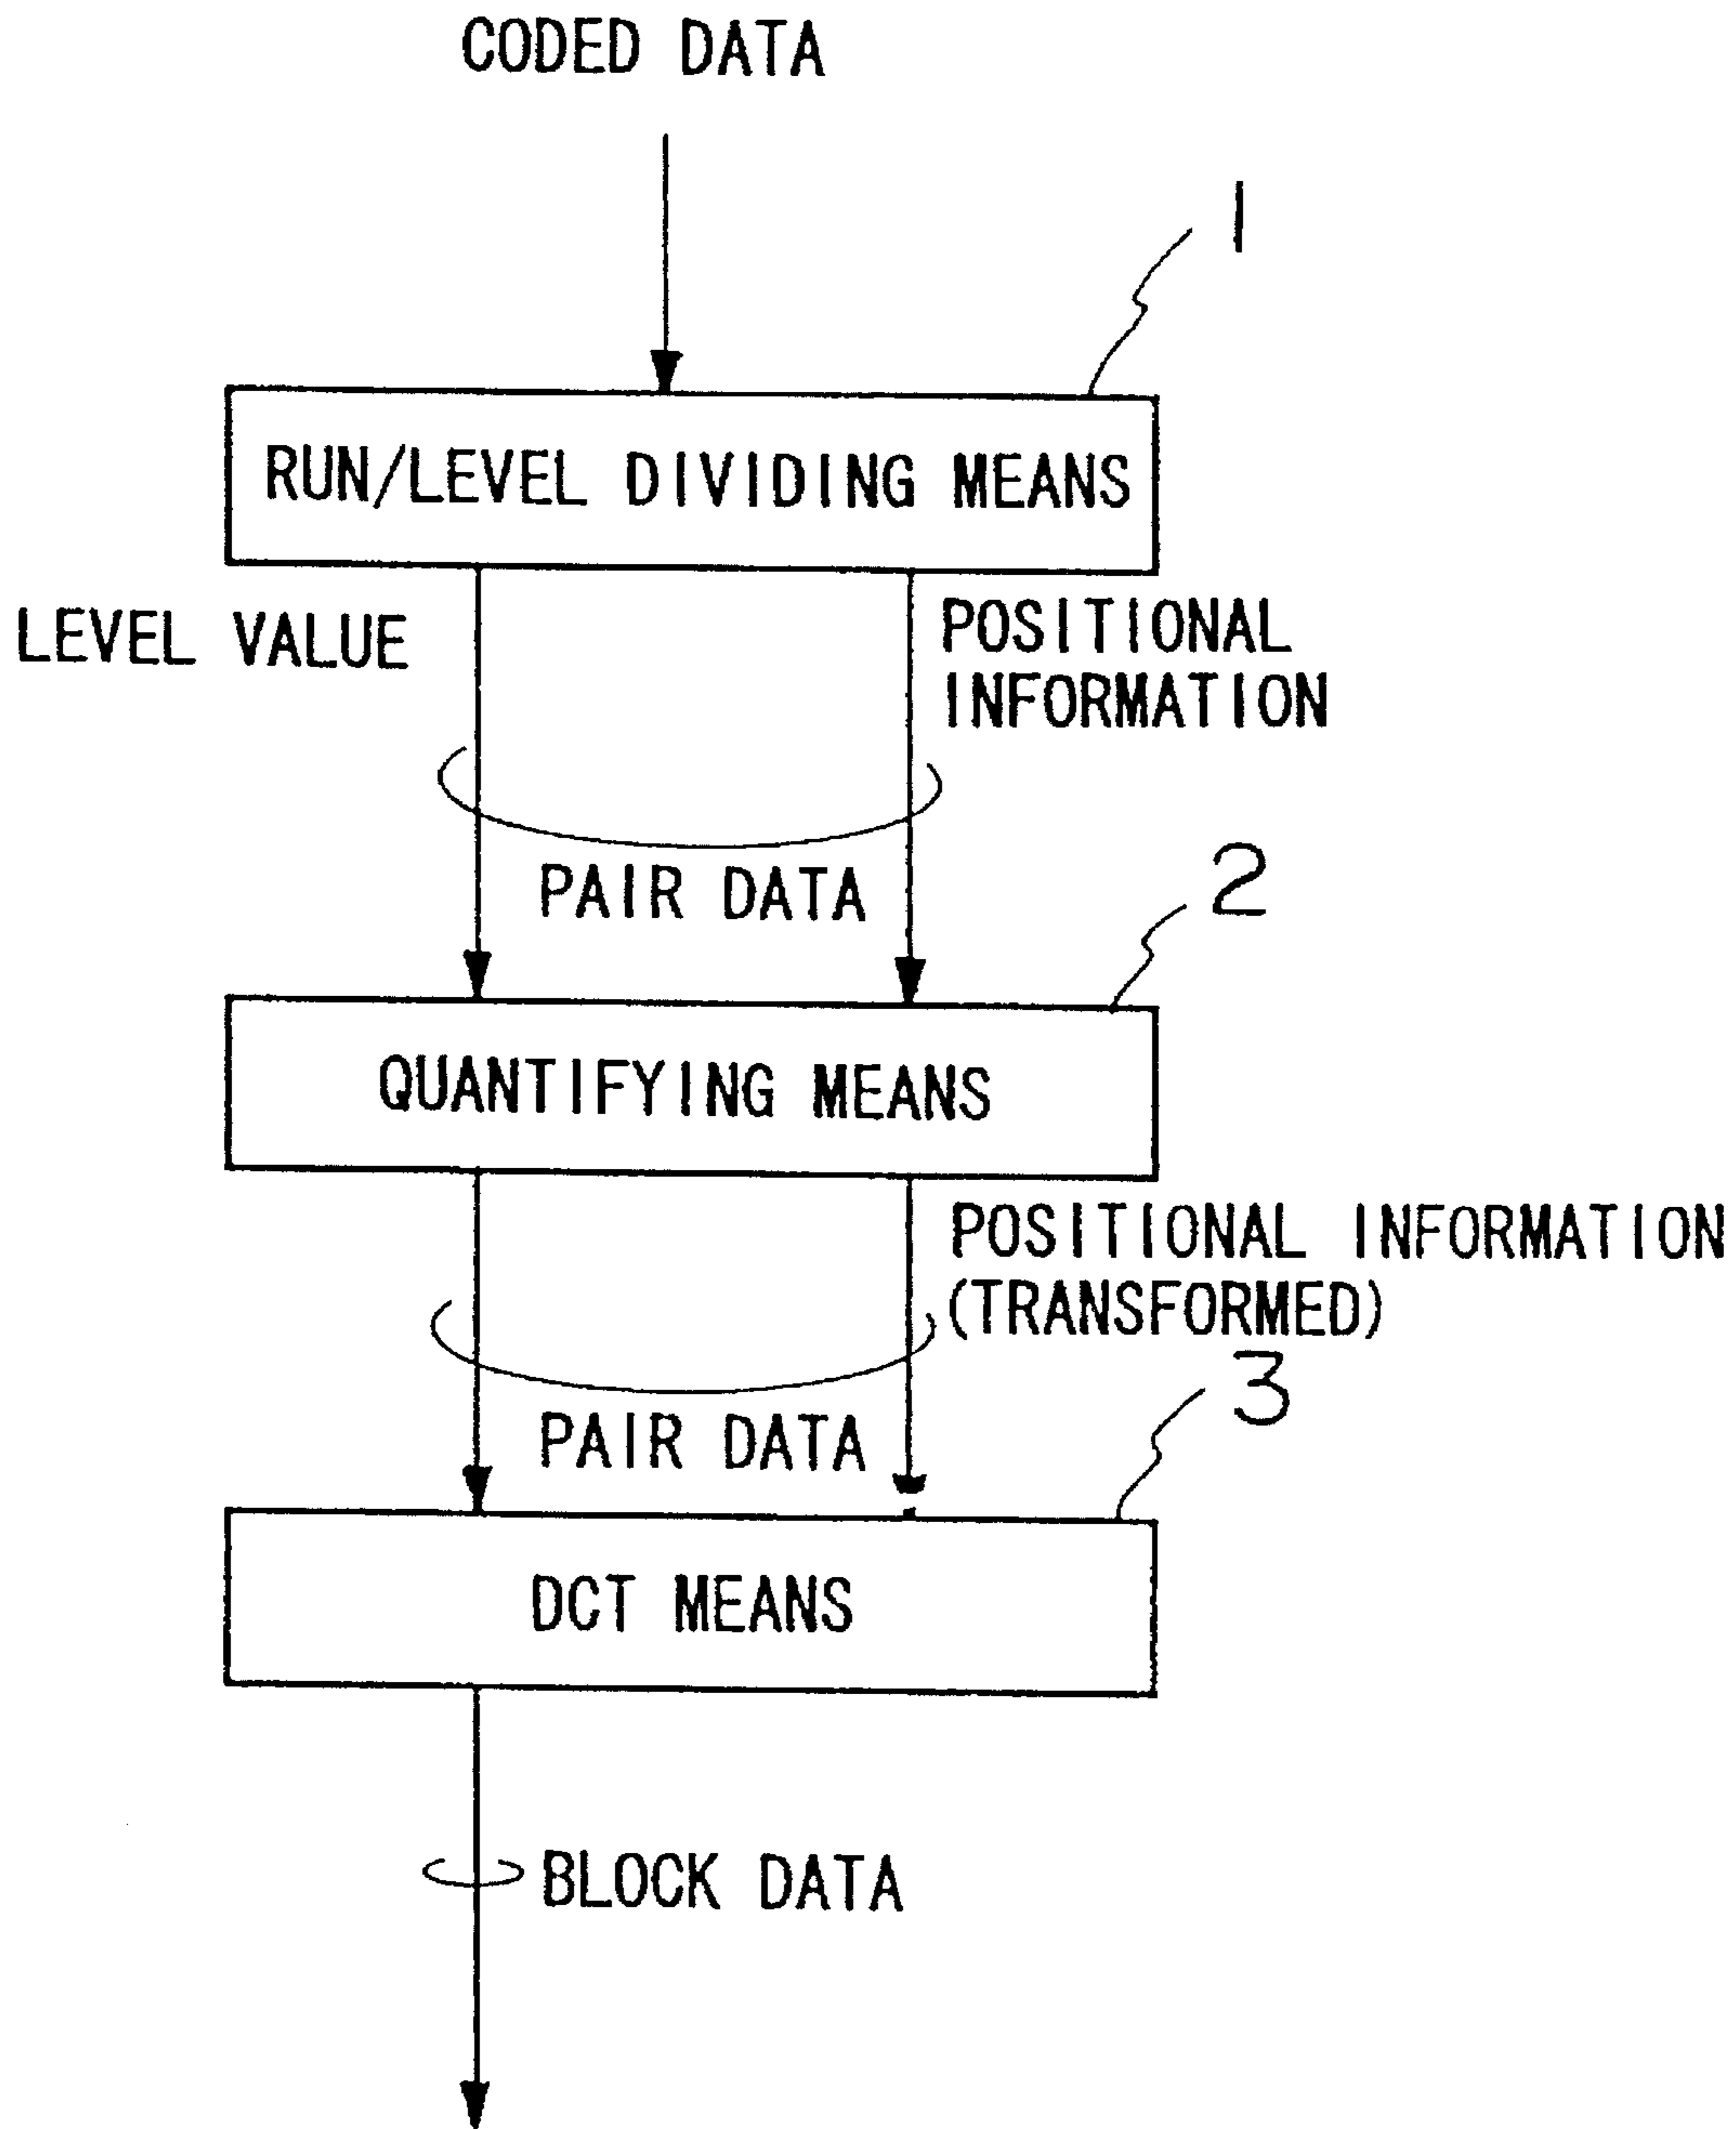 CODED DATA
1
RUN/LEVEL DIVIDING MEANS
LEVEL VALUE
POSITIONAL
INFORMATION
PAIR DATA
2
QUANTIFYING MEANS
POSITIONAL INFORMATION
(TRANSFORMED)
3
PAIR DATA
DCT MEANS
BLOCK DATA